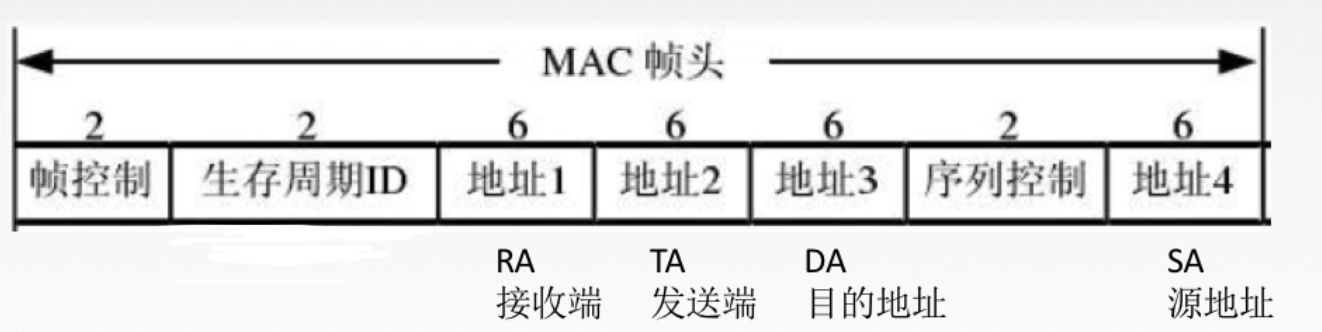 MAC 帧头
2 2 6 6 6 2 6
帧控制 生存周期ID 地址1 地址2 地址3 序列控制 地址4
RA TA DA SA
接收端 发送端 目的地址 源地址